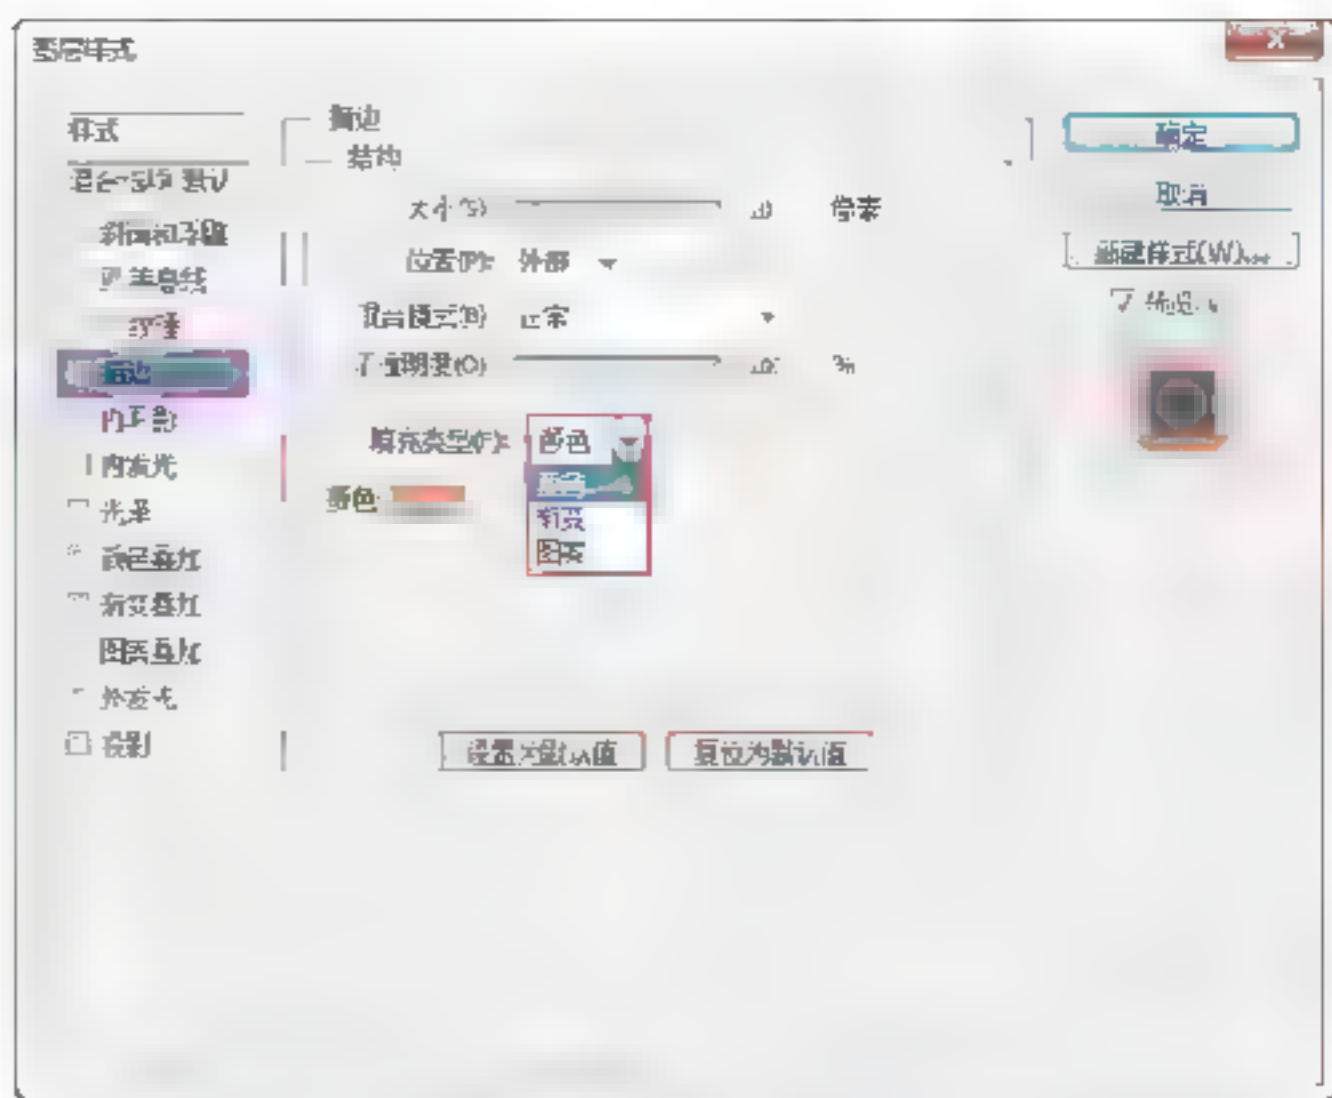 图层样式
样式
混合选项:默认
斜面和浮雕
等高线
纹理
描边
内阴影
内发光
光泽
颜色叠加
渐变叠加
图案叠加
外发光
投影
描边
结构
大小(S) 像素
位置(P): 外部
混合模式(B) 正常
不透明度(O) %
填充类型(F): 颜色
颜色
渐变
图案
颜色:
设置为默认值
复位为默认值
确定
取消
新建样式(W)...
预览